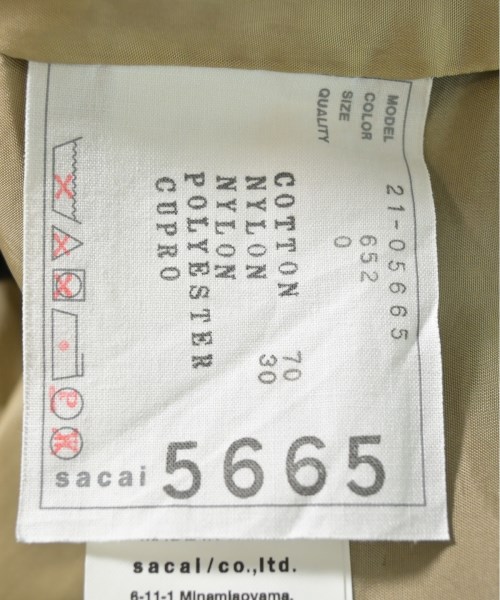 MODEL 21-05665
COLOR 652
SIZE 0
QUALITY
COTTON 70
NYLON 30
NYLON
POLYESTER
CUPRO
P
W
sacai 5665
sacai/co.,ltd.
6-11-1 Minamiaoyama,